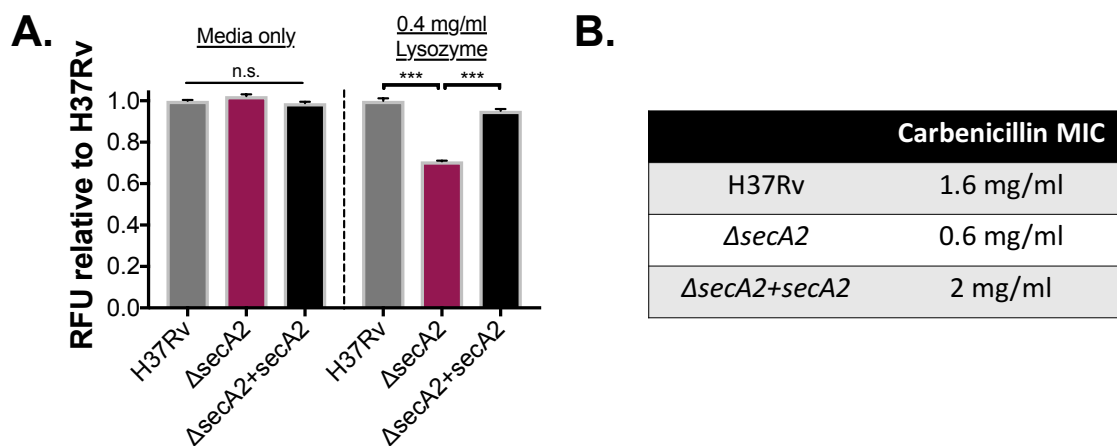 A.
B.
Media only
0.4 mg/ml
Lysozyme
n.s.
***
***
RFU relative to H37Rv
1.0
0.8
0.6
0.4
0.2
0.0
H37Rv
ΔsecA2
ΔsecA2+secA2
H37Rv
ΔsecA2
ΔsecA2+secA2
Carbenicillin MIC
H37Rv 1.6 mg/ml
ΔsecA2 0.6 mg/ml
ΔsecA2+secA2 2 mg/ml